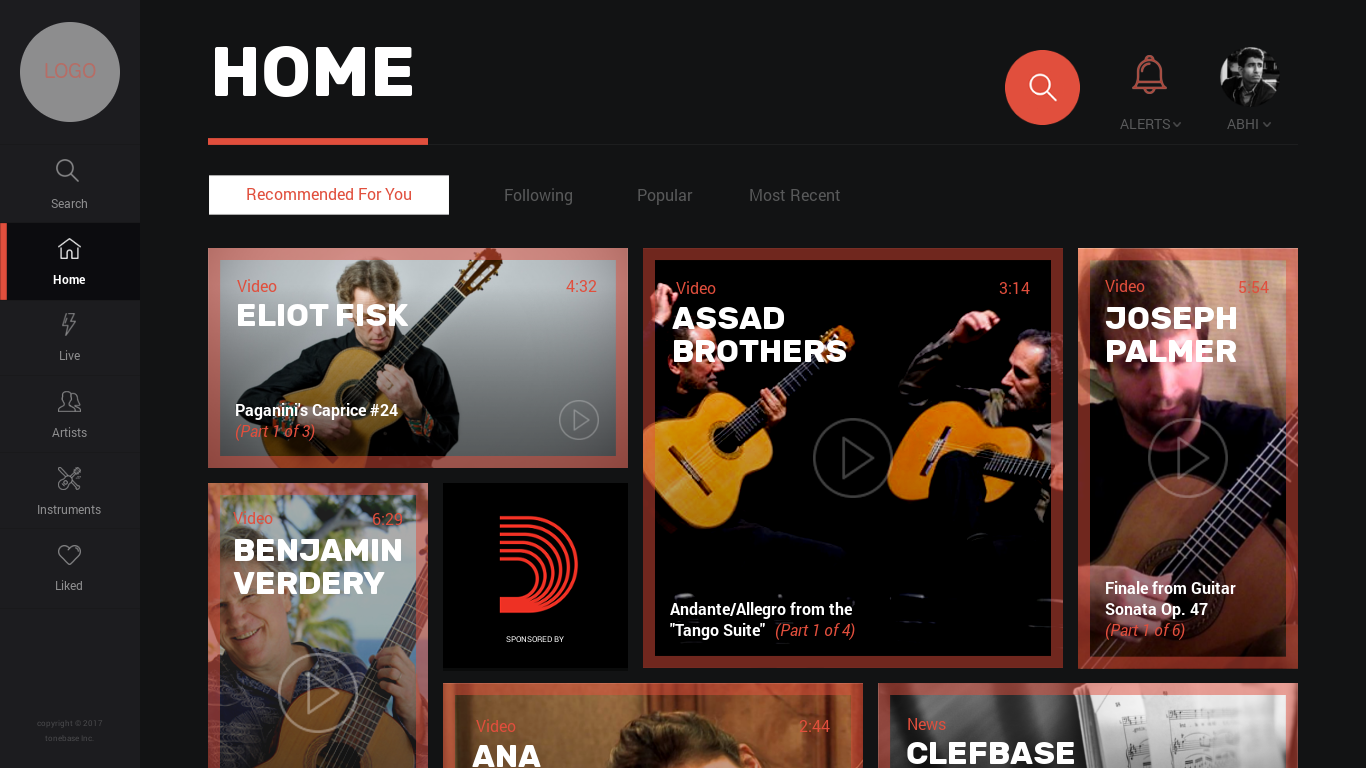 LOGO
Search
Home
Live
Artists
Instruments
Liked
copyright © 2017
tonebase Inc.
HOME
ALERTS
ABHI
Recommended For You
Following
Popular
Most Recent
Video
4:32
ELIOT FISK
Paganini's Caprice #24
(Part 1 of 3)
Video
3:14
ASSAD
BROTHERS
Andante/Allegro from the
"Tango Suite" (Part 1 of 4)
Video
5:54
JOSEPH
PALMER
Finale from Guitar
Sonata Op. 47
(Part 1 of 6)
Video
6:29
BENJAMIN
VERDERY
SPONSORED BY
Video
2:44
ANA
News
CLEFBASE